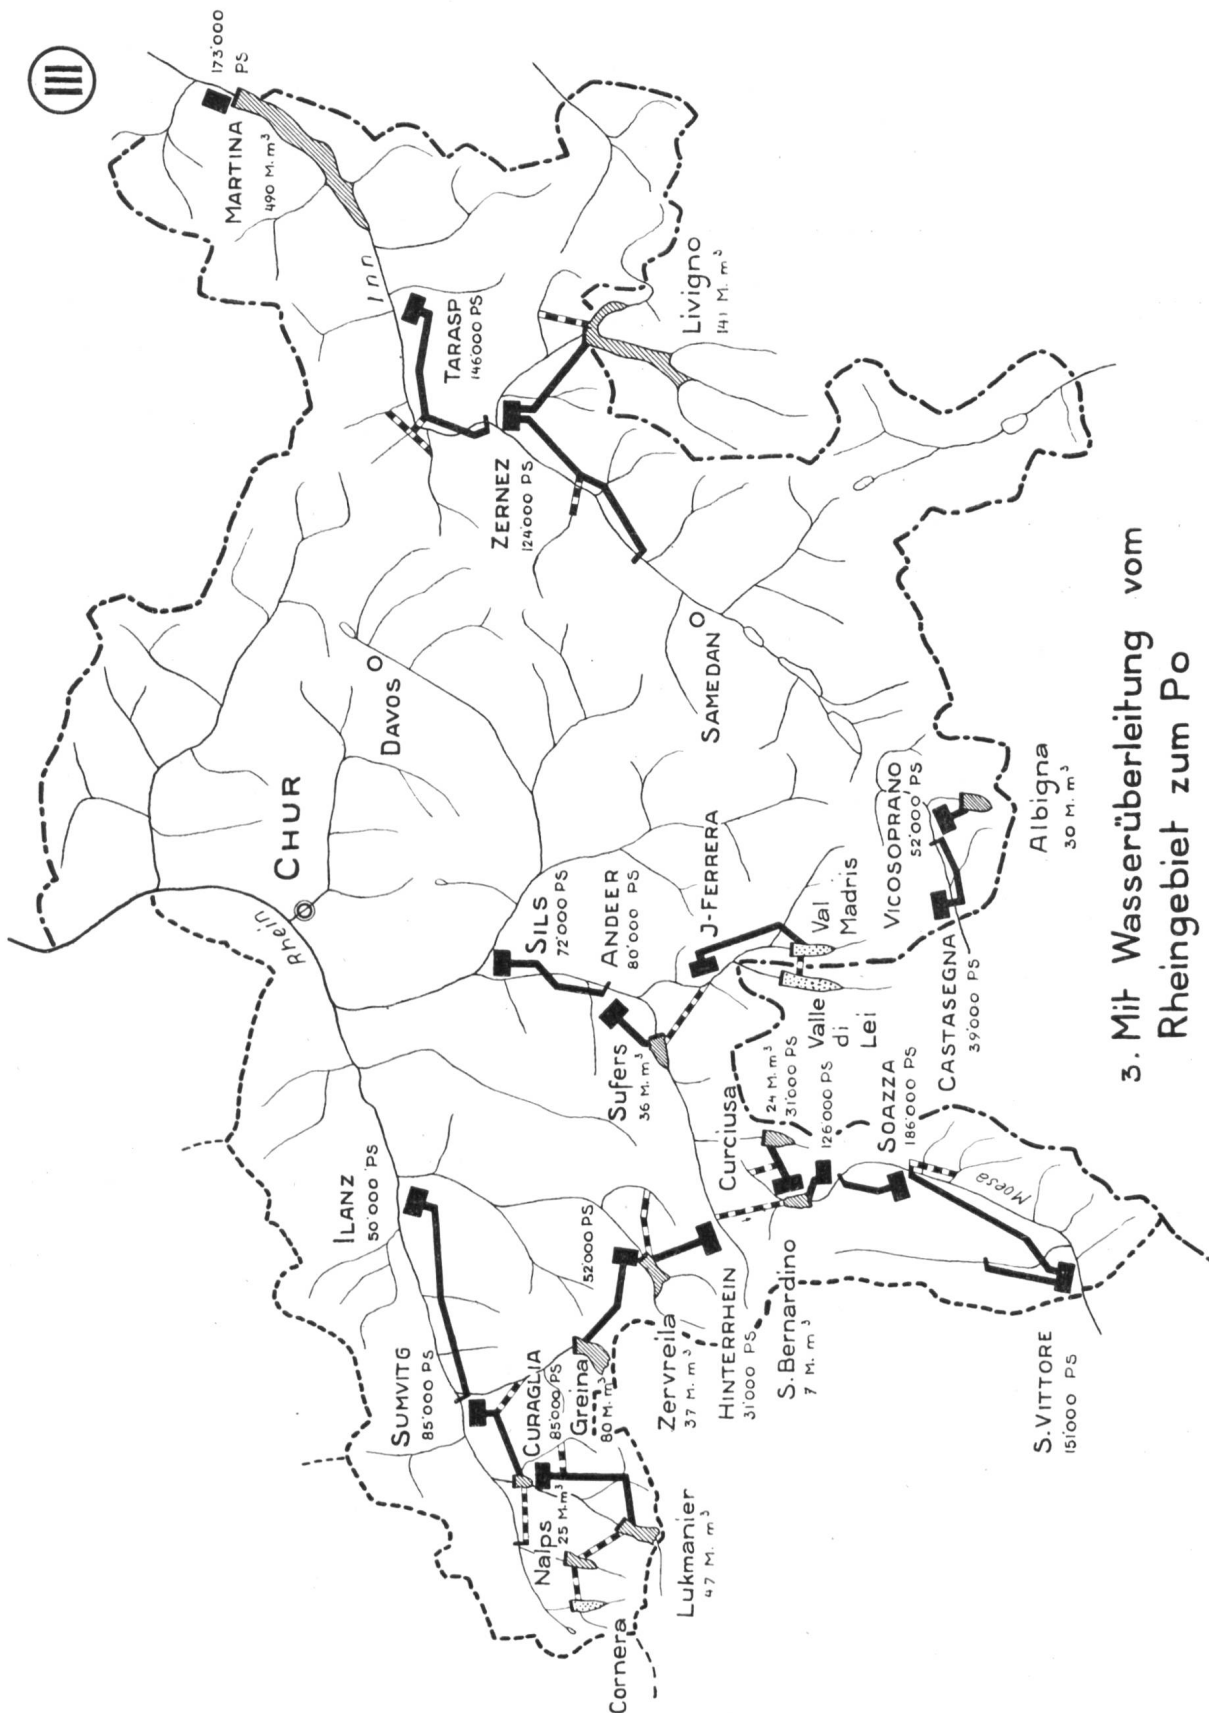 III
173'000
PS
MARTINA
490 M. m³
Inn
TARASP
146'000 PS
Livigno
141 M. m³
ZERNEZ
124'000 PS
DAVOS
SAMEDAN
CHUR
Rhein
SILS
72'000 PS
ANDEER
80'000 PS
J-FERRERA
Val
Madris
VICOSOPRANO
52'000 PS
Albigna
30 M. m³
CASTASEGNA
39'000 PS
Valle
di
Lei
Sufers
36 M. m³
Curciusa
24 M. m³
31'000 PS
126'000 PS
SOAZZA
186'000 PS
Moesa
ILANZ
50'000 PS
52'000 PS
SUMVITG
85'000 PS
CURAGLIA
85'000 PS
Greina
80 M. m³
Zervreila
37 M. m³
HINTERRHEIN
31'000 PS
S. Bernardino
7 M. m³
S. VITTORE
151'000 PS
Nalps
25 M. m³
Lukmanier
47 M. m³
Cornera
3. Mit Wasserüberleitung vom
Rheingebiet zum Po